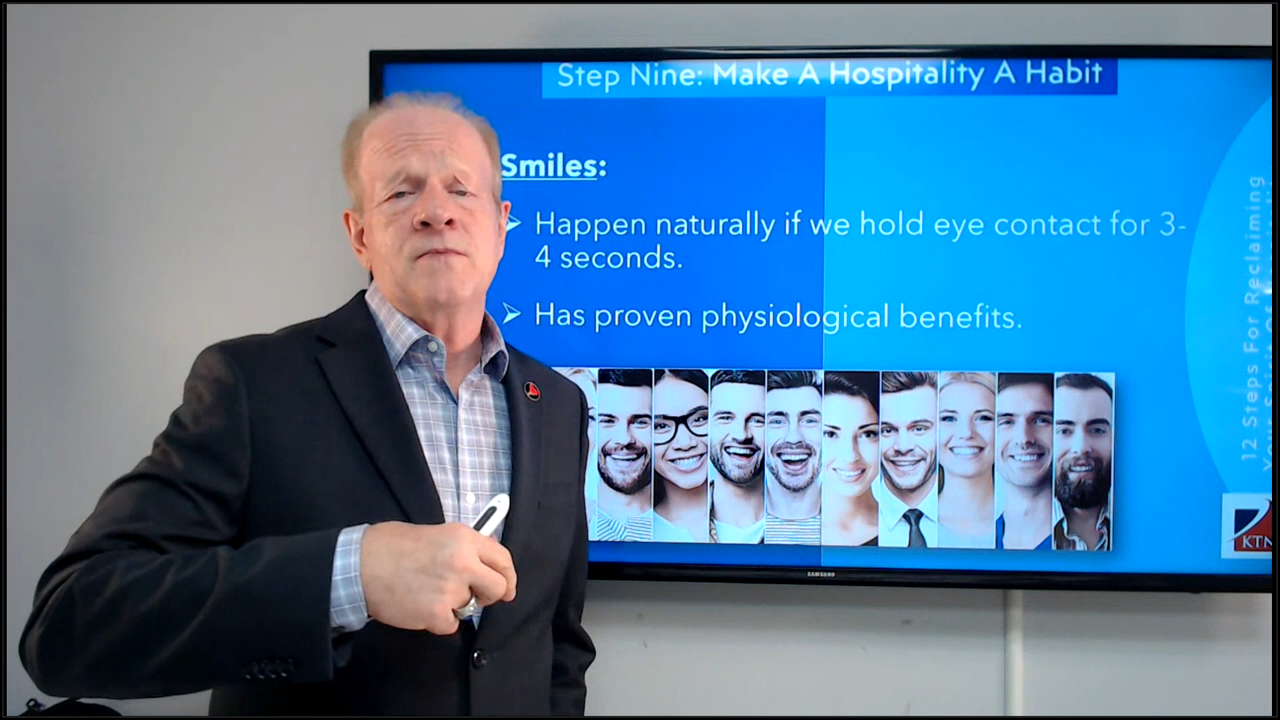 Step Nine: Make A Hospitality A Habit
Smiles:
Happen naturally if we hold eye contact for 3-
4 seconds.
Has proven physiological benefits.
12 Steps For Reclaiming
SAMSUNG
KTN